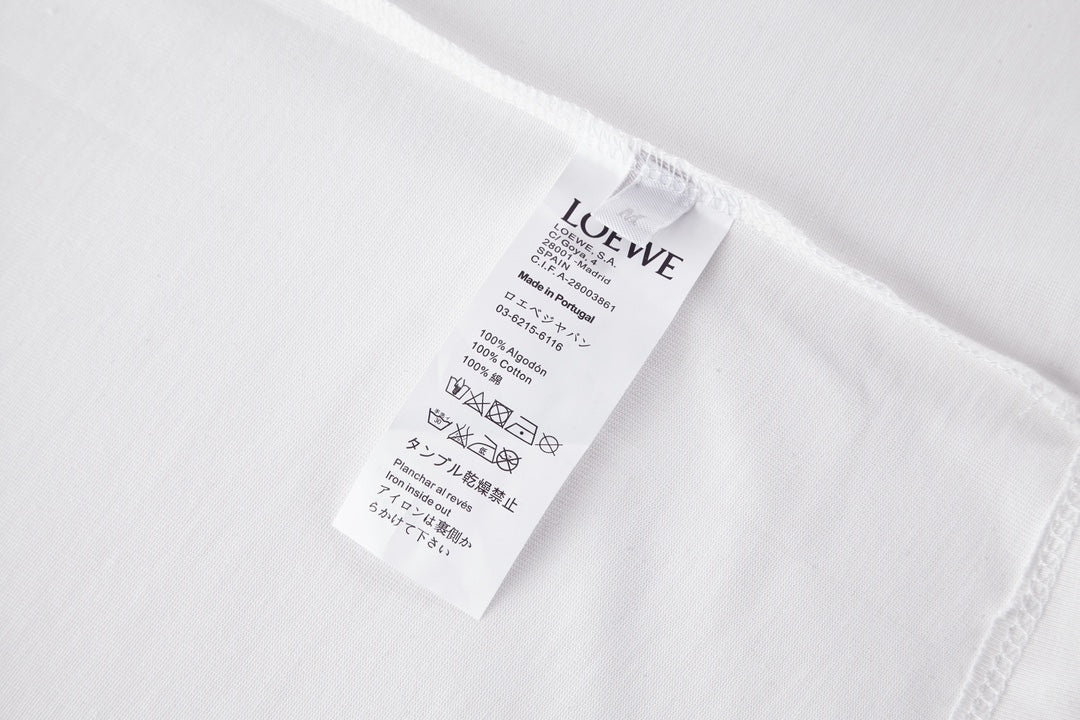 M
LOEWE
LOEWE, S.A.
C/ Goya, 4
28001 -Madrid
SPAIN
C.I.F. A-28003861
Made in Portugal
ロエベジャパン
03-6215-6116
100% Algodón
100% Cotton
100% 綿
30
低
タンブル乾燥禁止
Planchar al revés
Iron inside out
アイロンは裏側か
らかけて下さい